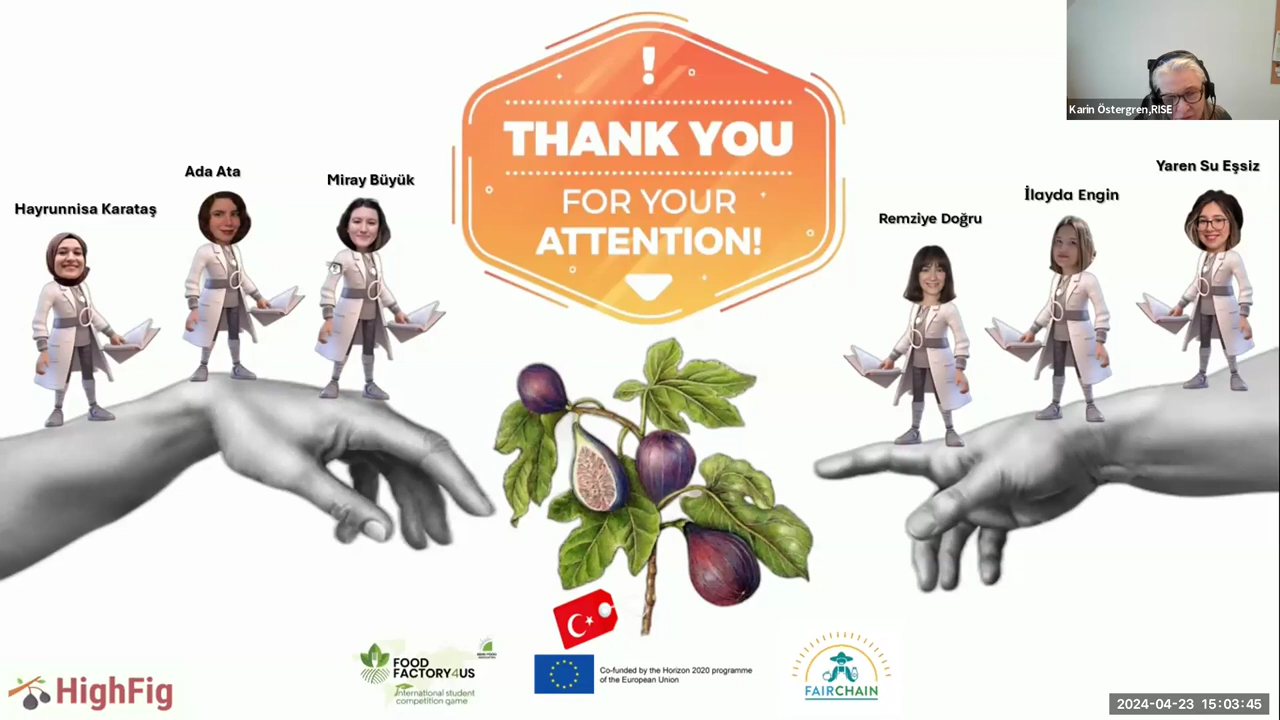 Karin Östergren,RISE
!
THANK YOU
FOR YOUR
ATTENTION!
Hayrunnisa Karataş
Ada Ata
Miray Büyük
Remziye Doğru
İlayda Engin
Yaren Su Eşsiz
HighFig
FOOD
FACTORY4US
International student
competition game
Co-funded by the Horizon 2020 programme
of the European Union
FAIRCHAIN
2024-04-23 15:03:45